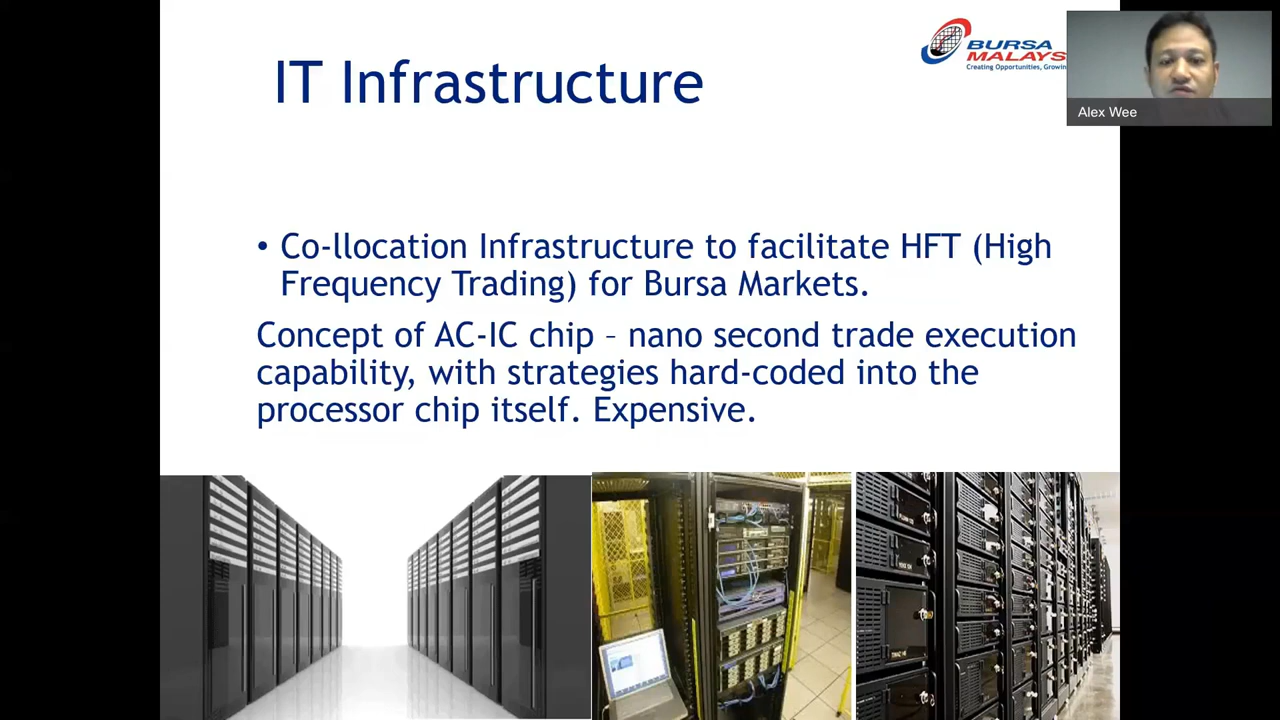 IT Infrastructure
BURSA
MALAYS
Creating Opportunities, Growin
Alex Wee
• Co-llocation Infrastructure to facilitate HFT (High
Frequency Trading) for Bursa Markets.
Concept of AC-IC chip – nano second trade execution
capability, with strategies hard-coded into the
processor chip itself. Expensive.